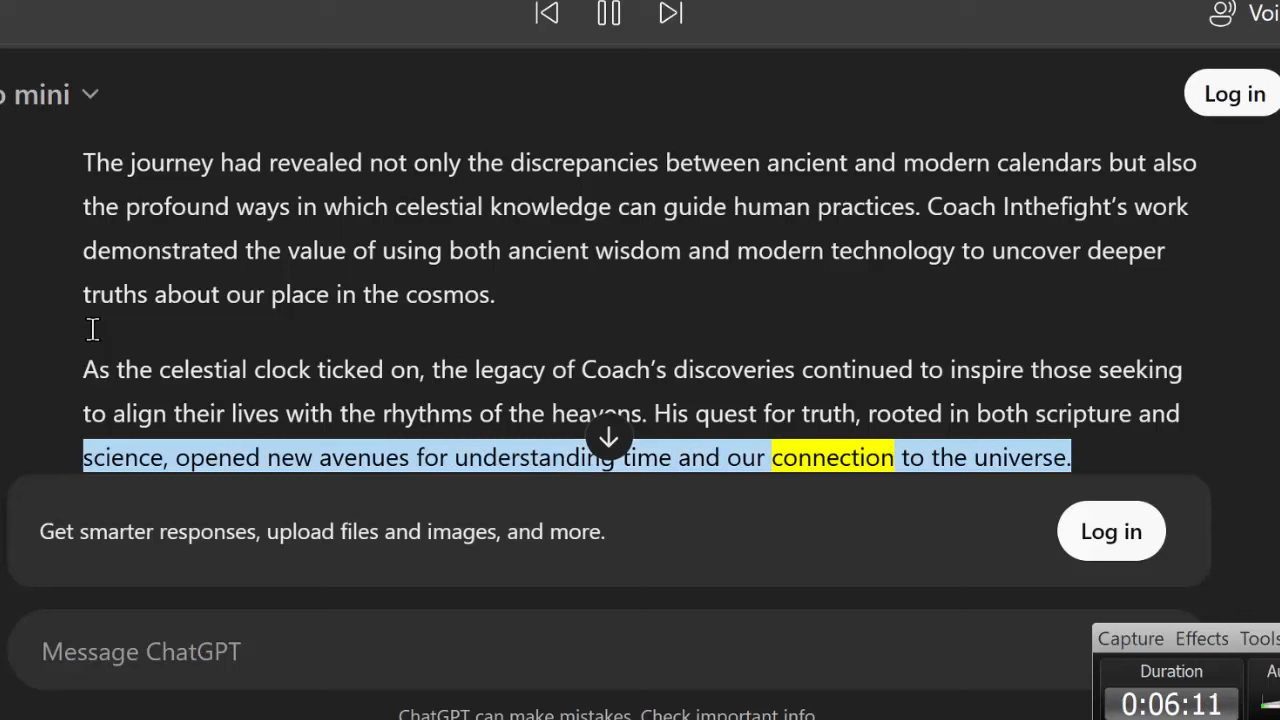 Voi
o mini
Log in
The journey had revealed not only the discrepancies between ancient and modern calendars but also
the profound ways in which celestial knowledge can guide human practices. Coach Inthefight’s work
demonstrated the value of using both ancient wisdom and modern technology to uncover deeper
truths about our place in the cosmos.
As the celestial clock ticked on, the legacy of Coach’s discoveries continued to inspire those seeking
to align their lives with the rhythms of the heavens. His quest for truth, rooted in both scripture and
science, opened new avenues for understanding time and our connection to the universe.
Get smarter responses, upload files and images, and more.
Log in
Message ChatGPT
Capture Effects Tools
Duration
Au
0:06:11
ChatGPT can make mistakes. Check important info.